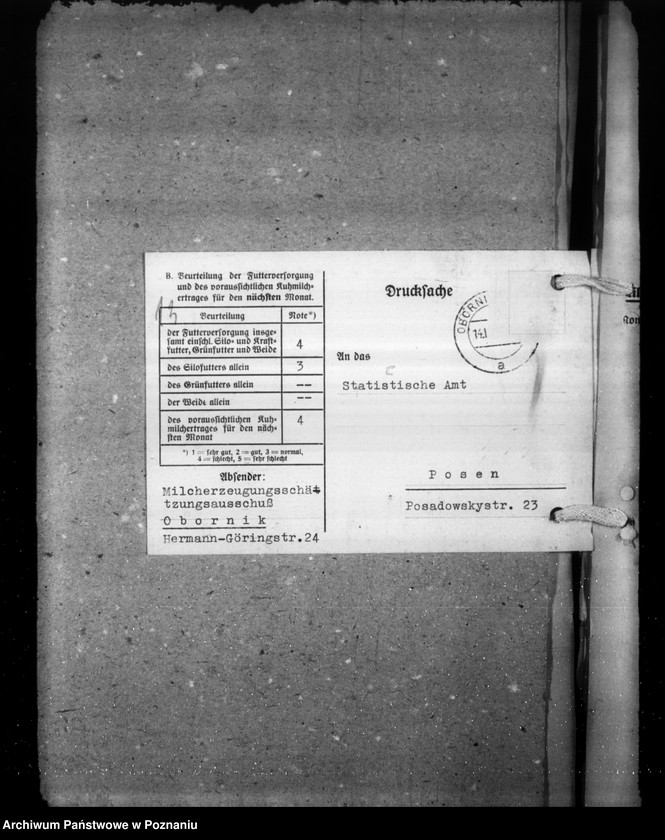 B. Beurteilung der Futterversorgung
und des voraussichtlichen Kuhmilch-
ertrages für den nächsten Monat.
Beurteilung Note*)
der Futterversorgung insge-
samt einschl. Silo- und Kraft-
futter, Grünfutter und Weide 4
des Silofutters allein 3
des Grünfutters allein --
der Weide allein --
des voraussichtlichen Kuh-
milchertrages für den näch-
sten Monat 4
*) 1 = sehr gut, 2 = gut, 3 = normal,
4 = schlecht, 5 = sehr schlecht
Absender:
Milcherzeugungsschät
tzungsausschuß
Obornik
Hermann-Göringstr.24
Drucksache
OBORNI
14.1
a
An das
Statistische Amt
Posen
Posadowskystr. 23
Archiwum Państwowe w Poznaniu